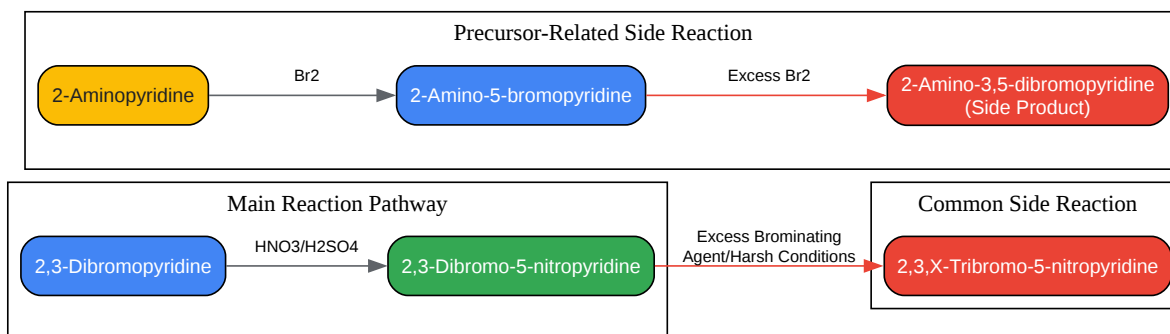 Precursor-Related Side Reaction
2-Aminopyridine
Br2
2-Amino-5-bromopyridine
Excess Br2
2-Amino-3,5-dibromopyridine
(Side Product)
Main Reaction Pathway
2,3-Dibromopyridine
HNO3/H2SO4
2,3-Dibromo-5-nitropyridine
Excess Brominating
Agent/Harsh Conditions
Common Side Reaction
2,3,X-Tribromo-5-nitropyridine